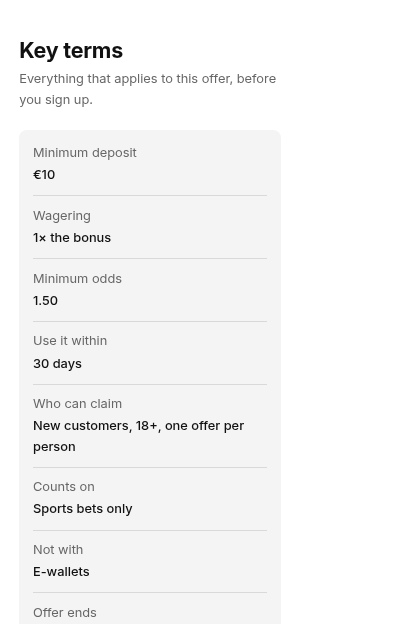 Key terms
Everything that applies to this offer, before
you sign up.
Minimum deposit
€10
Wagering
1× the bonus
Minimum odds
1.50
Use it within
30 days
Who can claim
New customers, 18+, one offer per
person
Counts on
Sports bets only
Not with
E-wallets
Offer ends